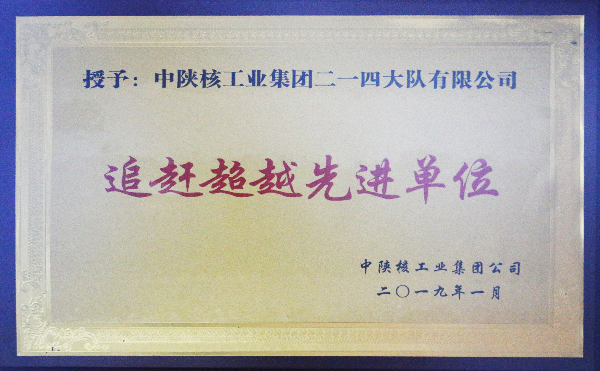 授予：中陕核工业集团二一四大队有限公司
追赶超越先进单位
中陕核工业集团公司
二〇一九年一月